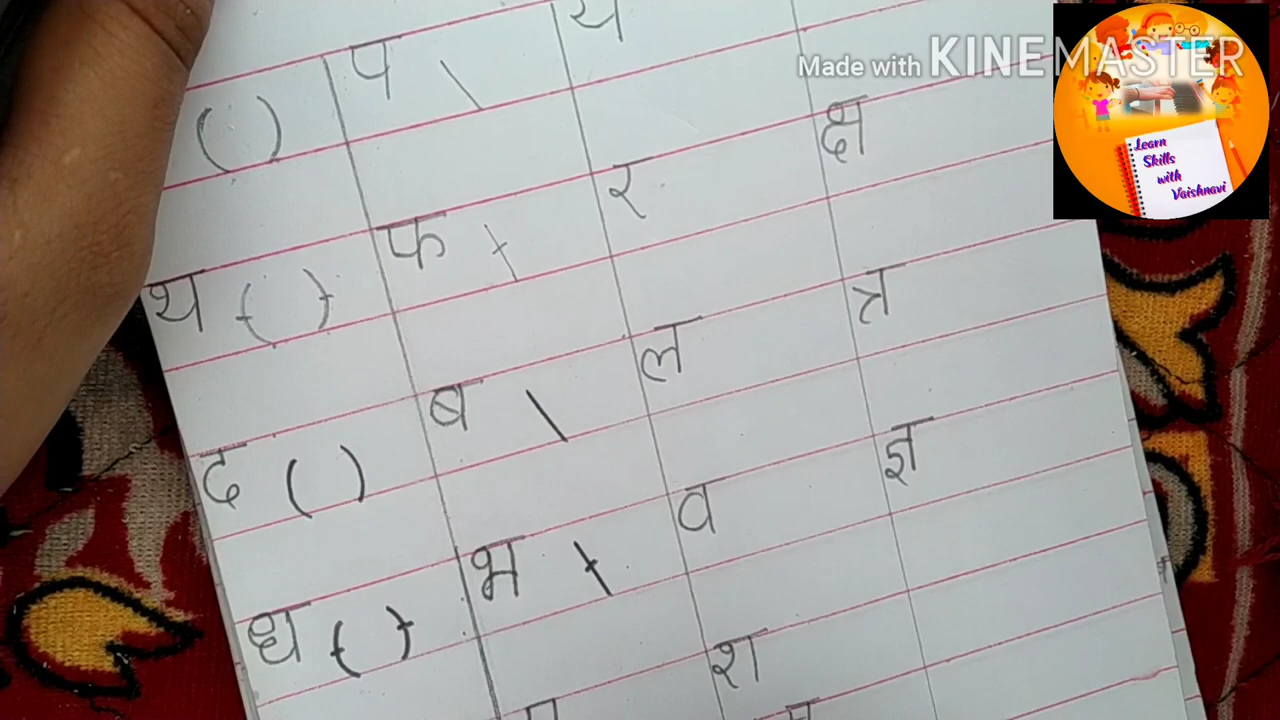 Made with KINEMASTER
Learn
Skills
with
Vaishnavi
( ) प \ य
थ ( ) फ \ र क्ष
द ( ) ब \ ल त्र
ध ( ) भ \ व ज्ञ
श